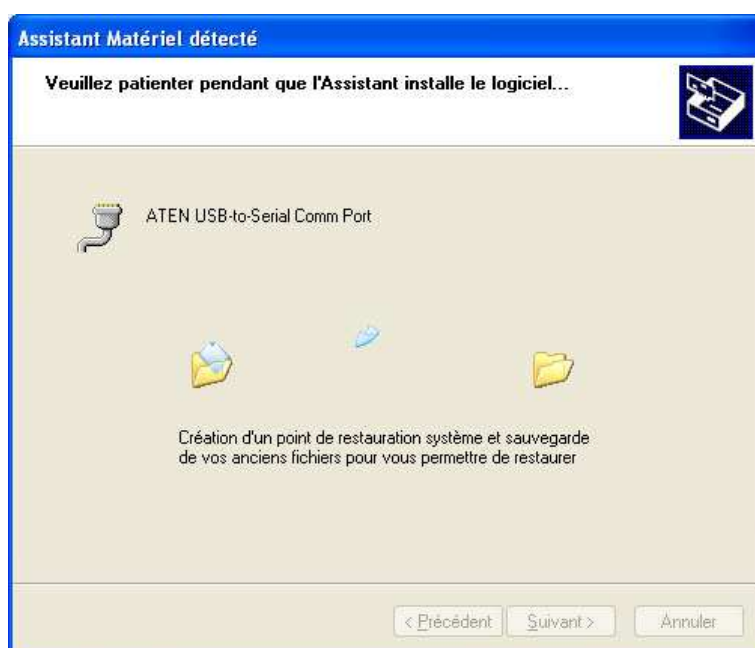 Assistant Matériel détecté
Veuillez patienter pendant que l'Assistant installe le logiciel...
ATEN USB-to-Serial Comm Port
Création d'un point de restauration système et sauvegarde
de vos anciens fichiers pour vous permettre de restaurer
< Précédent Suivant > Annuler